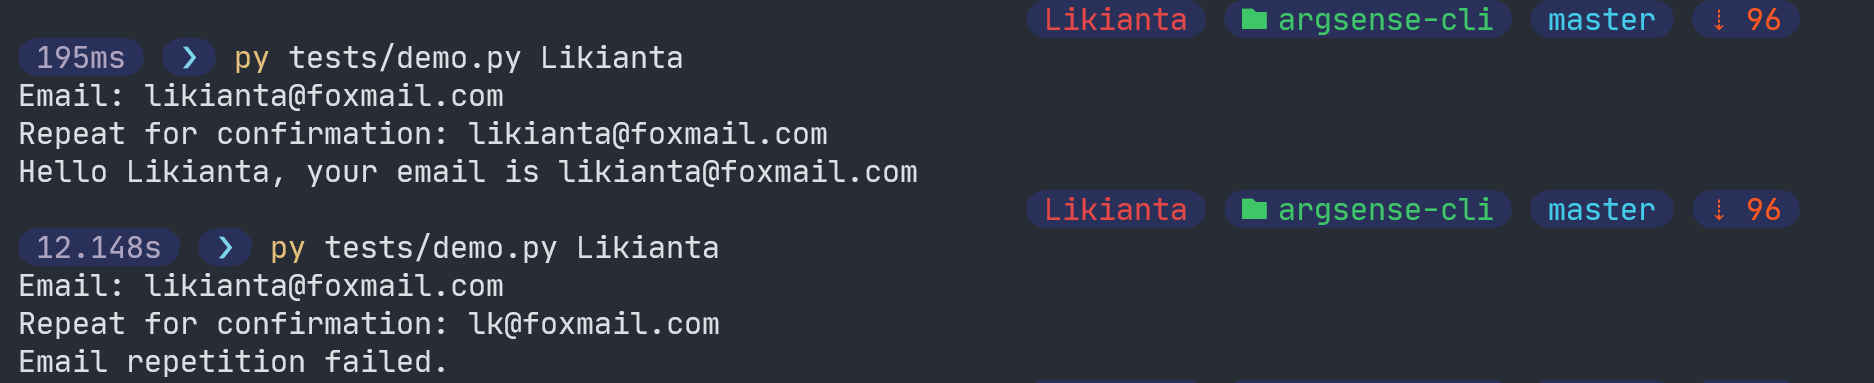 Likianta argsense-cli master ⇣ 96
195ms ❯ py tests/demo.py Likianta
Email: likianta@foxmail.com
Repeat for confirmation: likianta@foxmail.com
Hello Likianta, your email is likianta@foxmail.com
Likianta argsense-cli master ⇣ 96
12.148s ❯ py tests/demo.py Likianta
Email: likianta@foxmail.com
Repeat for confirmation: lk@foxmail.com
Email repetition failed.